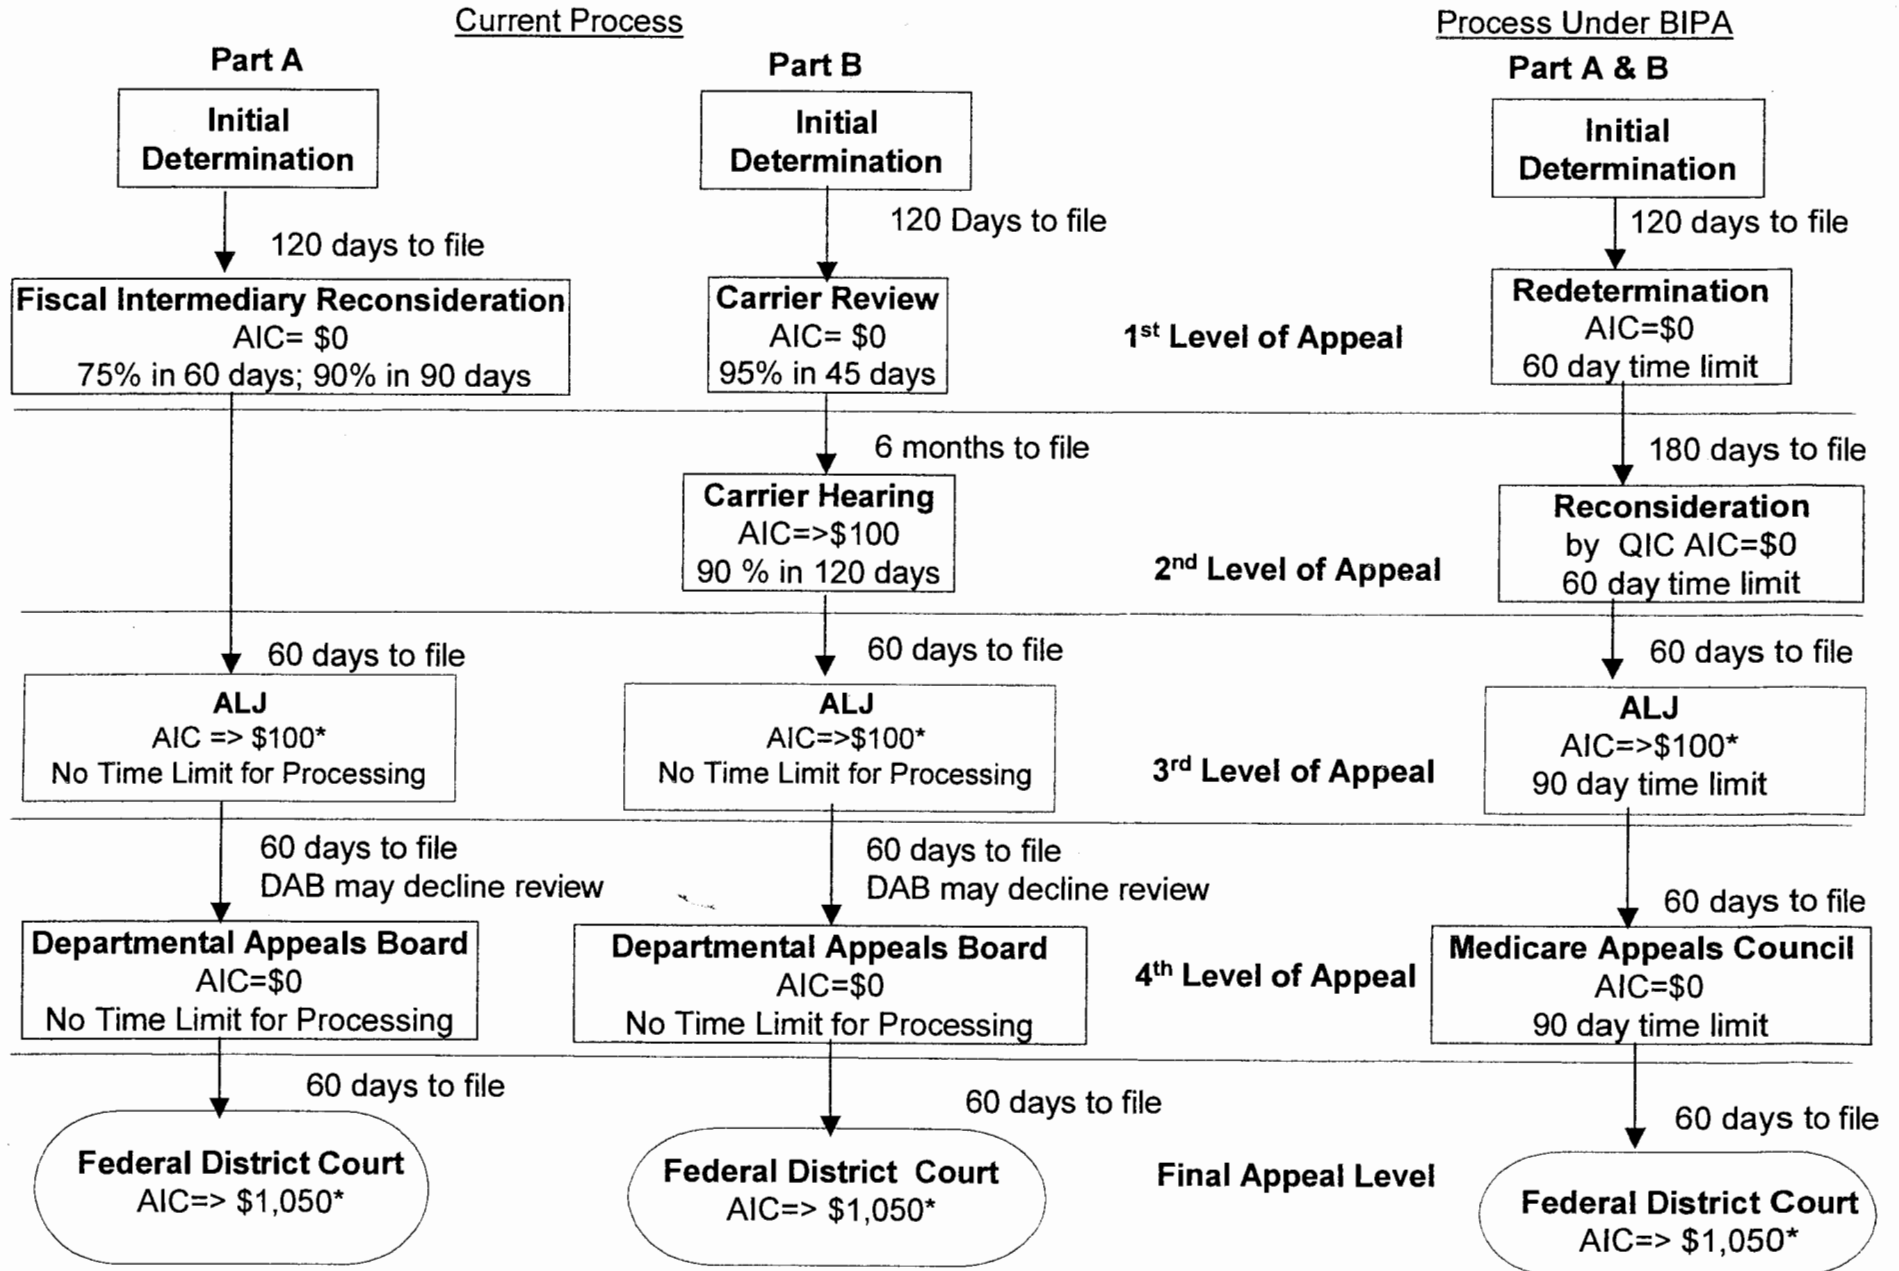 Current Process
Process Under BIPA
Part A
Part B
Part A & B
Initial
Determination
Initial
Determination
Initial
Determination
120 days to file
120 Days to file
120 days to file
Fiscal Intermediary Reconsideration
AIC= $0
75% in 60 days; 90% in 90 days
Carrier Review
AIC= $0
95% in 45 days
1st Level of Appeal
Redetermination
AIC=$0
60 day time limit
6 months to file
180 days to file
Carrier Hearing
AIC=>$100
90 % in 120 days
2nd Level of Appeal
Reconsideration
by QIC AIC=$0
60 day time limit
60 days to file
60 days to file
60 days to file
ALJ
AIC => $100*
No Time Limit for Processing
ALJ
AIC=>$100*
No Time Limit for Processing
3rd Level of Appeal
ALJ
AIC=>$100*
90 day time limit
60 days to file
DAB may decline review
60 days to file
DAB may decline review
60 days to file
Departmental Appeals Board
AIC=$0
No Time Limit for Processing
Departmental Appeals Board
AIC=$0
No Time Limit for Processing
4th Level of Appeal
Medicare Appeals Council
AIC=$0
90 day time limit
60 days to file
60 days to file
60 days to file
Federal District Court
AIC=> $1,050*
Federal District Court
AIC=> $1,050*
Final Appeal Level
Federal District Court
AIC=> $1,050*